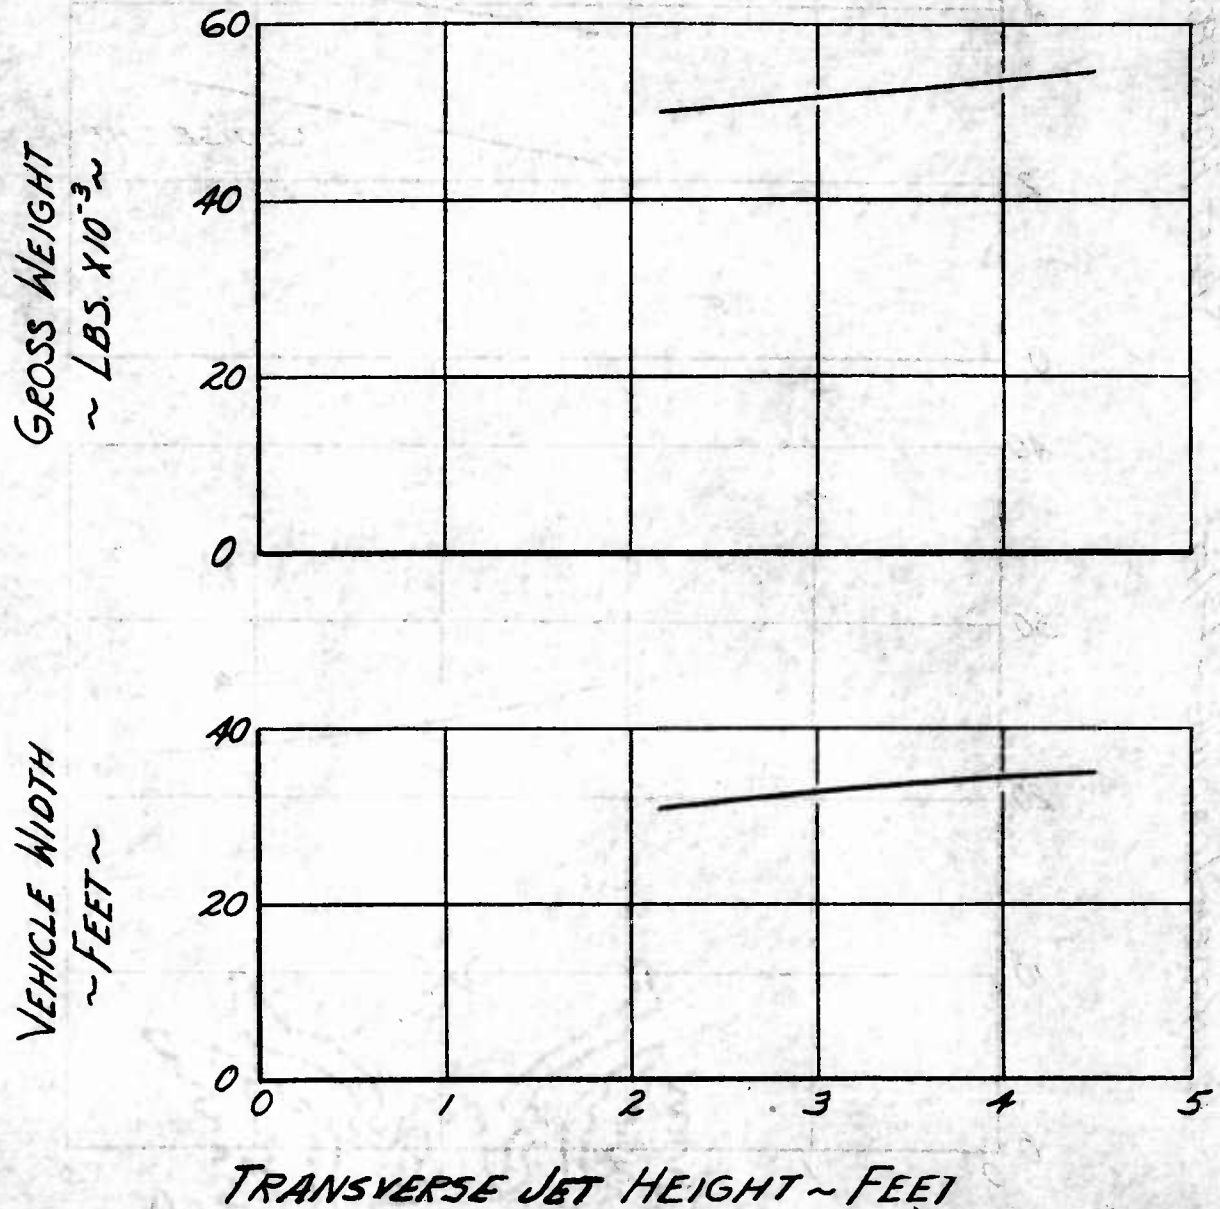 60
40
20
0
GROSS WEIGHT
~ LBS. X10⁻³ ~
40
20
0
VEHICLE WIDTH
~ FEET ~
0 1 2 3 4 5
TRANSVERSE JET HEIGHT ~ FEET